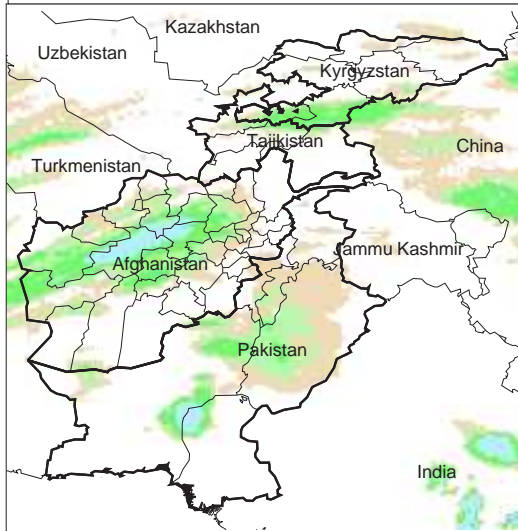 Kazakhstan
Uzbekistan
Kyrgyzstan
Tajikistan
China
Turkmenistan
Jammu Kashmir
Afghanistan
Pakistan
India